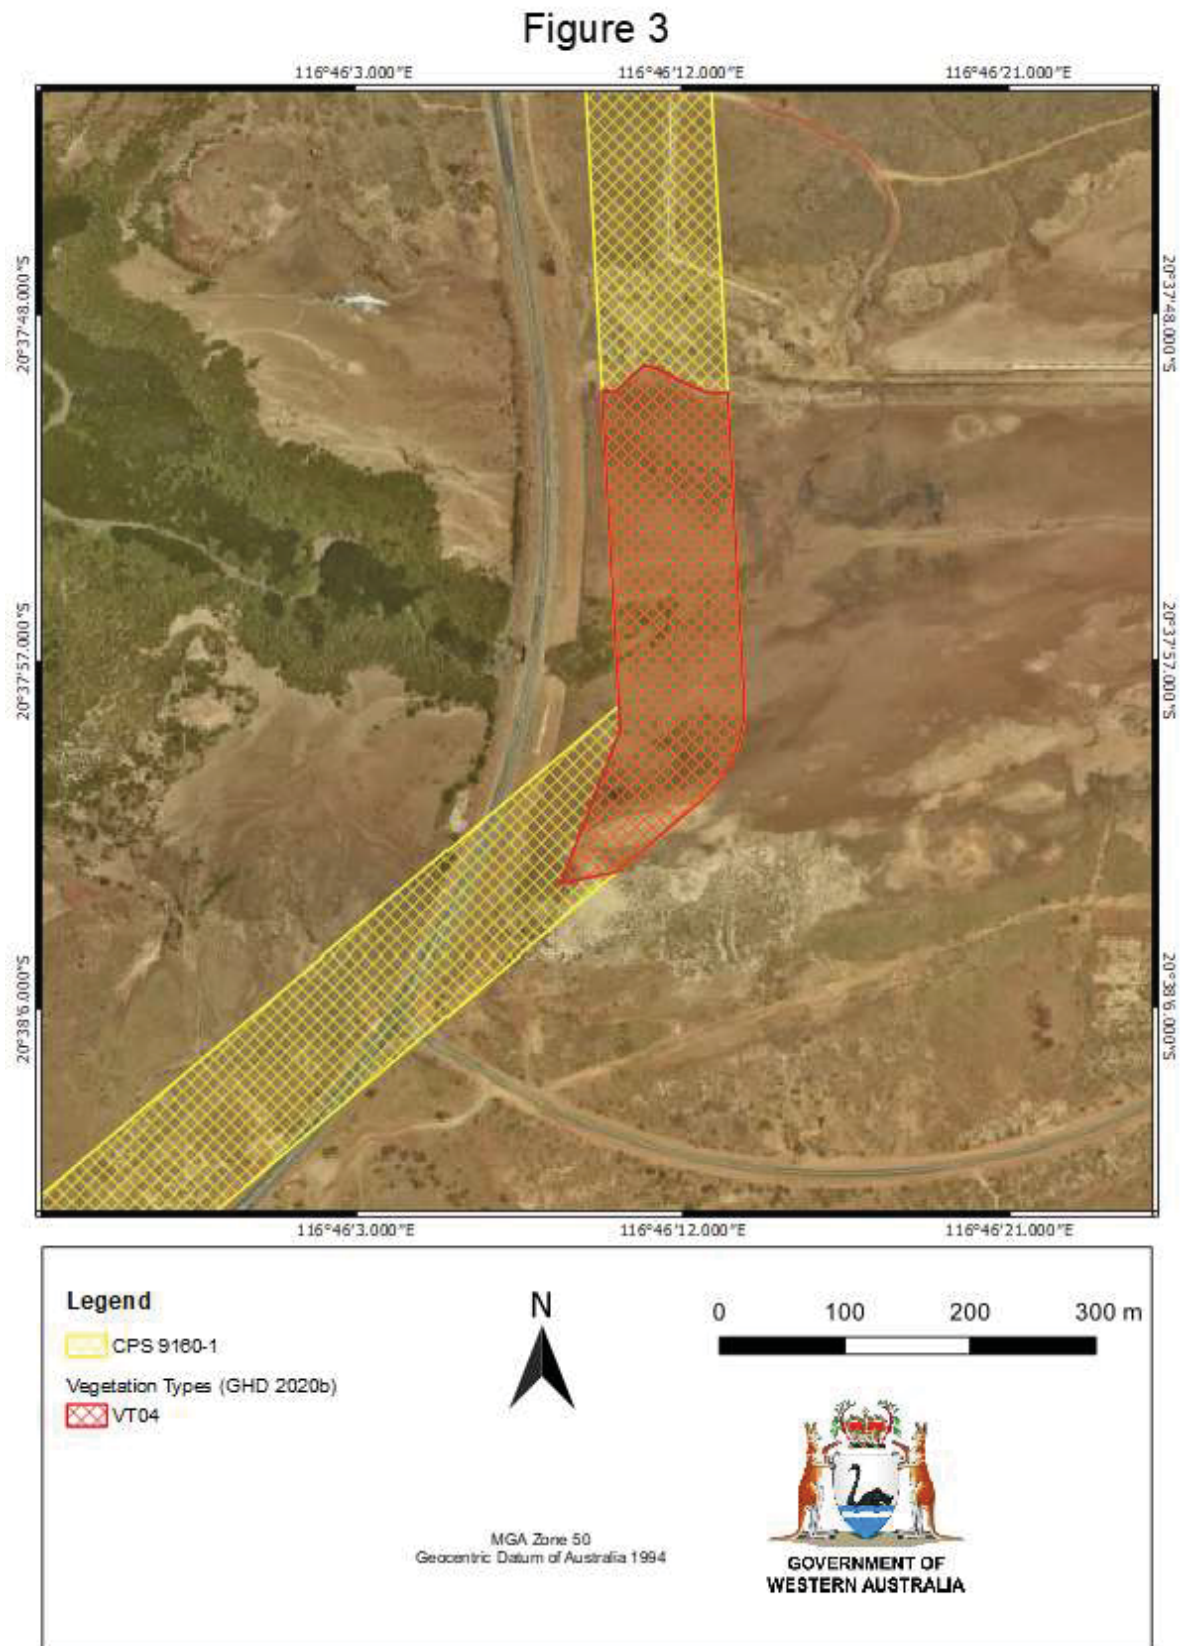 Figure 3
116°46'3.000"E 116°46'12.000"E 116°46'21.000"E
20°37'48.000"S
20°37'57.000"S
20°38'6.000"S
20°37'48.000"S
20°37'57.000"S
20°38'6.000"S
116°46'3.000"E 116°46'12.000"E 116°46'21.000"E
Legend
CPS 9160-1
Vegetation Types (GHD 2020b)
VT04
N
0 100 200 300 m
MGA Zone 50
Geocentric Datum of Australia 1994
GOVERNMENT OF
WESTERN AUSTRALIA